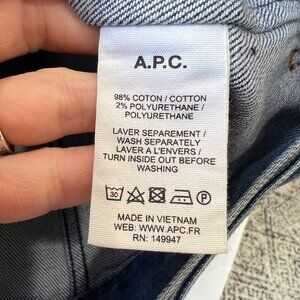 A.P.C.
98% COTON / COTTON
2% POLYURETHANE /
POLYURETHANE
LAVER SEPAREMENT /
WASH SEPARATELY
LAVER A L'ENVERS /
TURN INSIDE OUT BEFORE
WASHING
30
P
MADE IN VIETNAM
WEB: WWW.APC.FR
RN: 149947